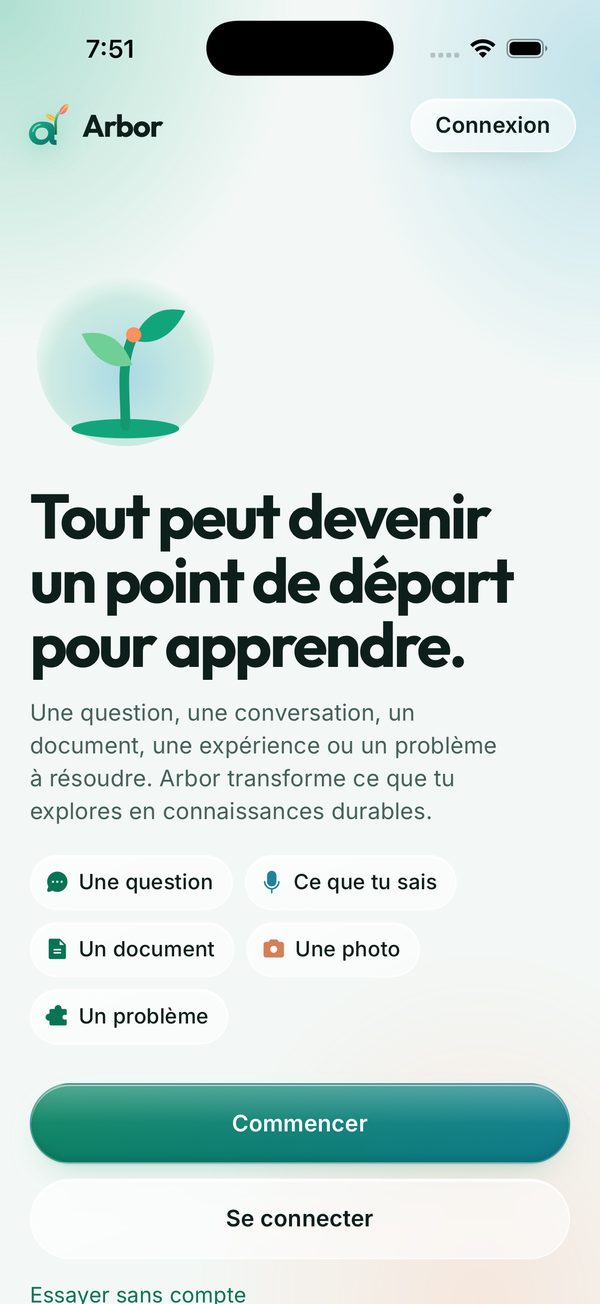 7:51
Arbor
Connexion
Tout peut devenir
un point de départ
pour apprendre.
Une question, une conversation, un
document, une expérience ou un problème
à résoudre. Arbor transforme ce que tu
explores en connaissances durables.
Une question
Ce que tu sais
Un document
Une photo
Un problème
Commencer
Se connecter
Essayer sans compte